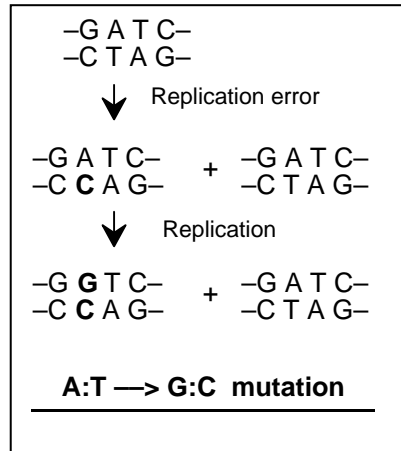 –G A T C–
–C T A G–
Replication error
–G A T C– + –G A T C–
–C C A G– –C T A G–
Replication
–G G T C– + –G A T C–
–C C A G– –C T A G–
A:T —> G:C mutation